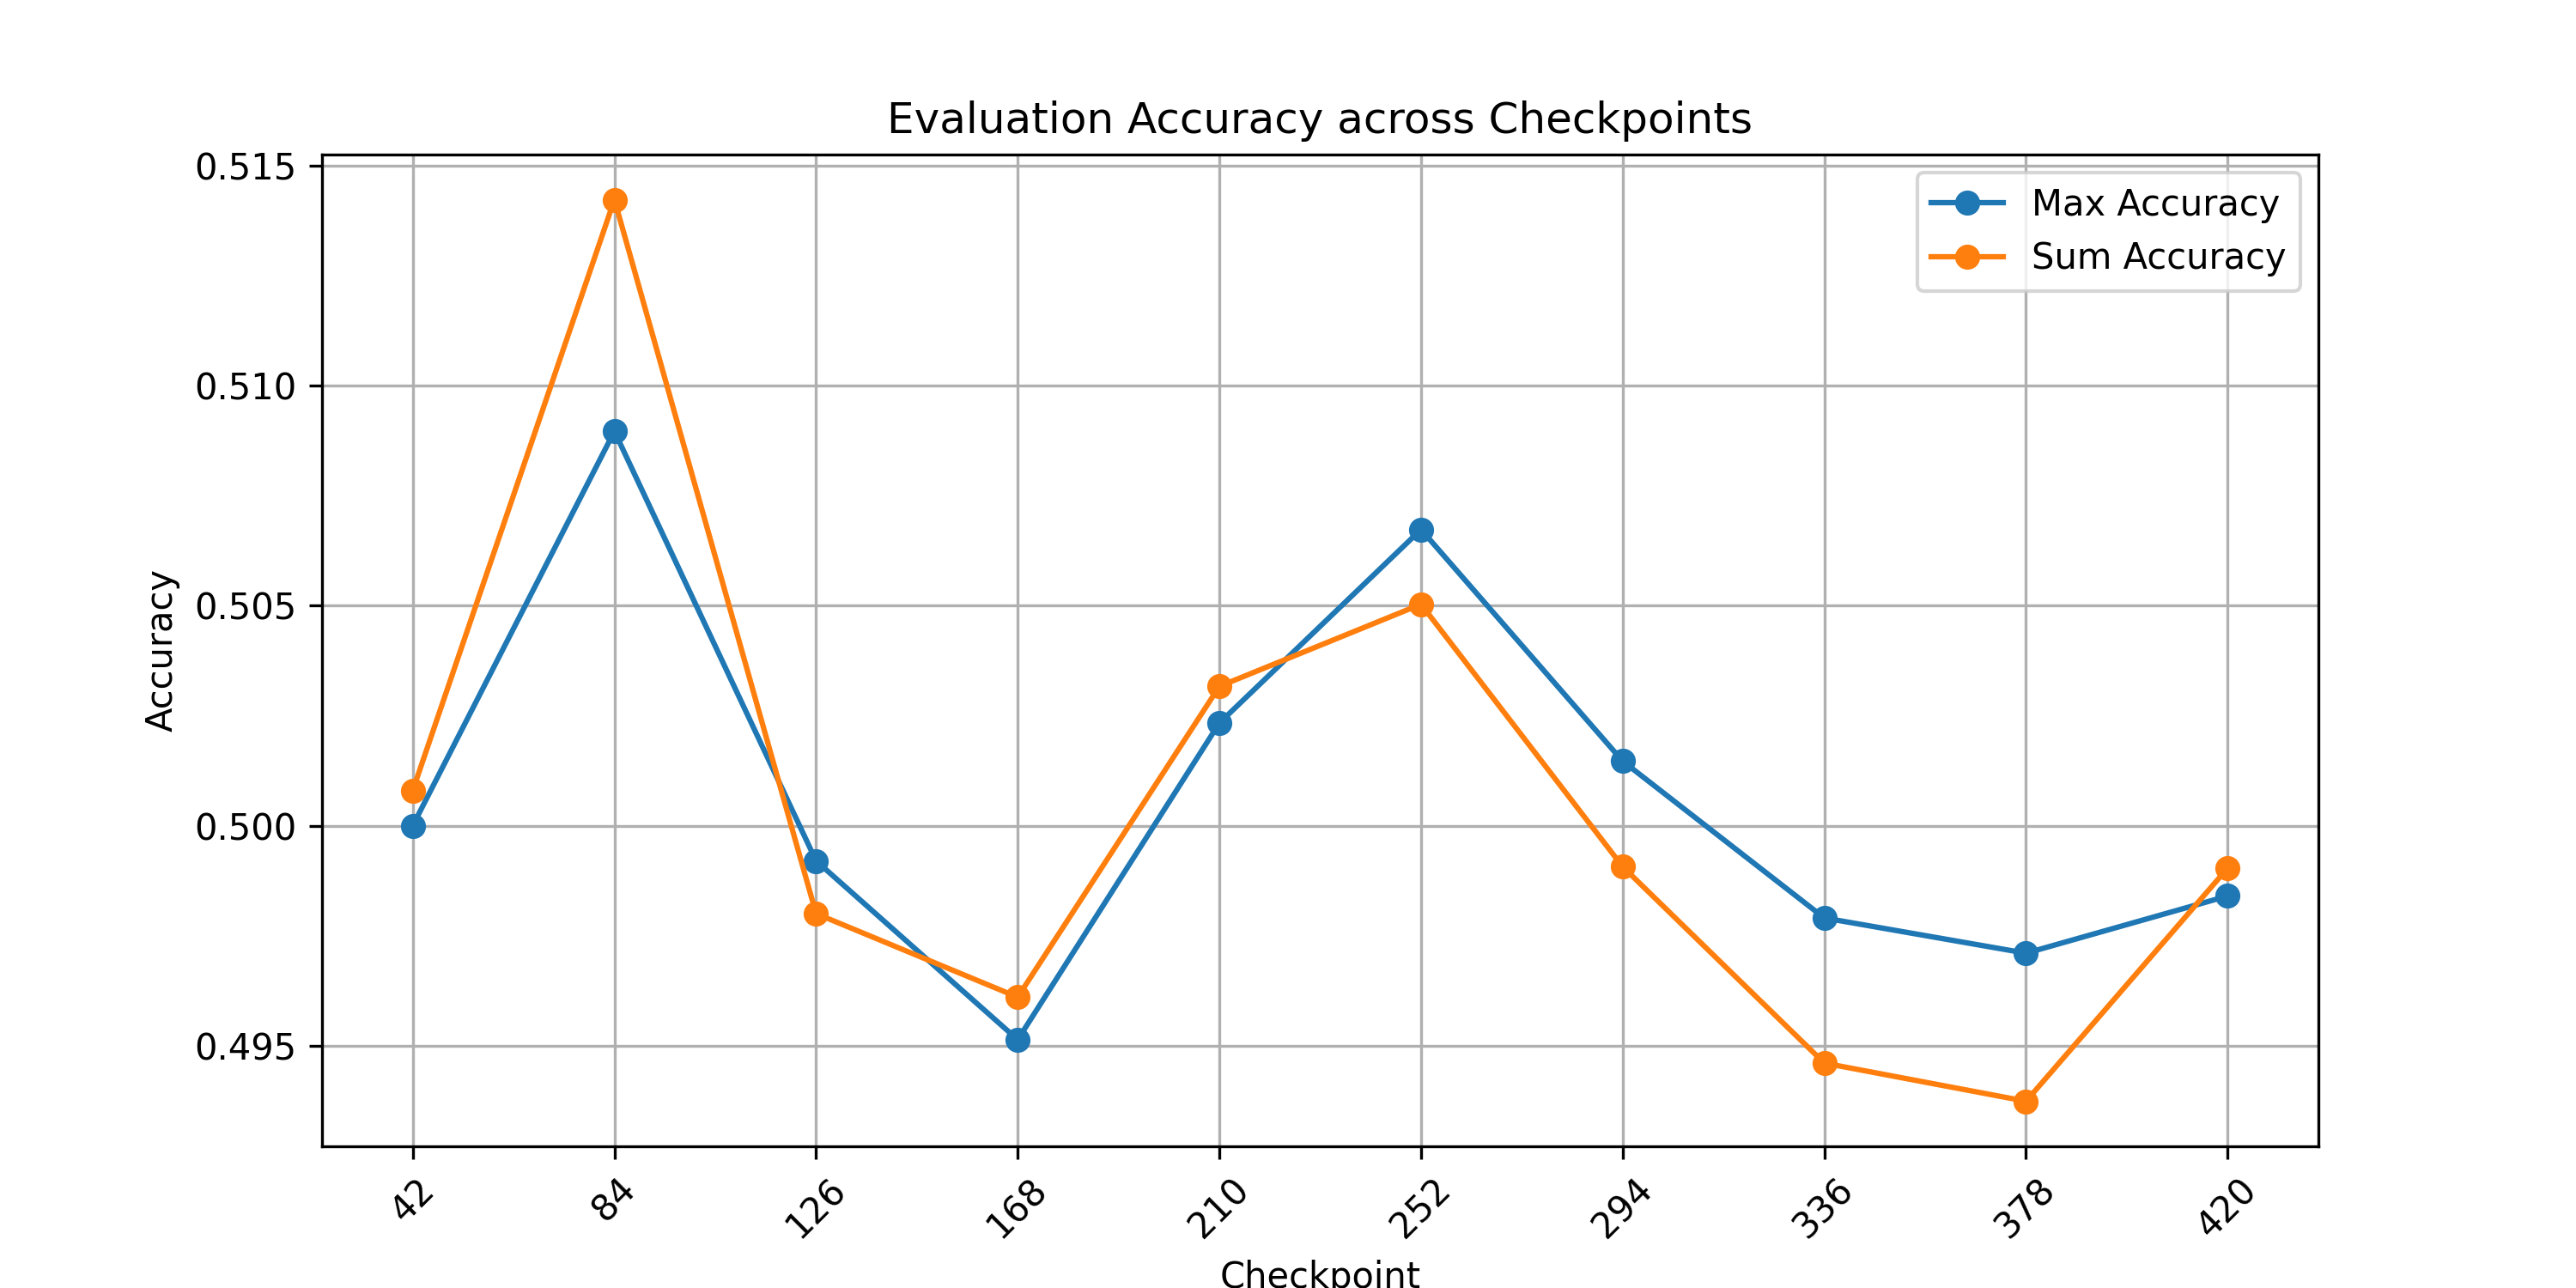 Evaluation Accuracy across Checkpoints
Max Accuracy
Sum Accuracy
Accuracy
0.515
0.510
0.505
0.500
0.495
42 84 126 168 210 252 294 336 378 420
Checkpoint